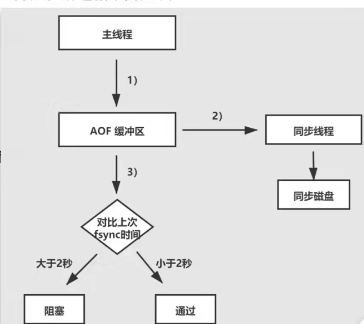 主线程
1)
AOF 缓冲区
2)
同步线程
3)
同步磁盘
对比上次
fsync时间
大于2秒
小于2秒
阻塞
通过